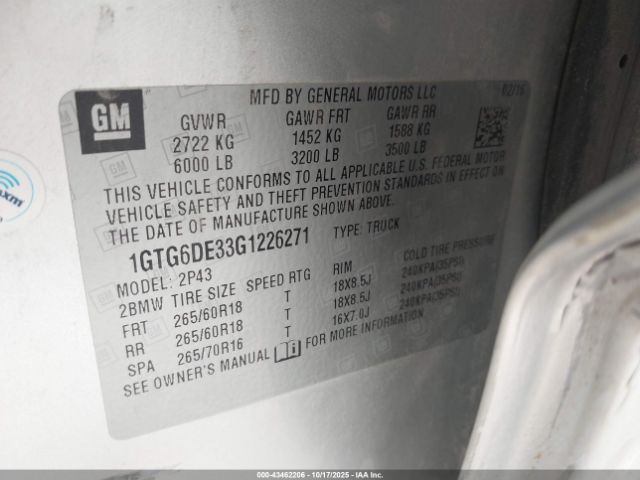 GM
MFD BY GENERAL MOTORS LLC
02/16
GVWR GAWR FRT GAWR RR
2722 KG 1452 KG 1588 KG
6000 LB 3200 LB 3500 LB
THIS VEHICLE CONFORMS TO ALL APPLICABLE U.S. FEDERAL MOTOR
VEHICLE SAFETY AND THEFT PREVENTION STANDARDS IN EFFECT ON
THE DATE OF MANUFACTURE SHOWN ABOVE.
1GTG6DE33G1226271 TYPE: TRUCK
MODEL: 2P43
2BMW TIRE SIZE SPEED RTG RIM COLD TIRE PRESSURE
FRT 265/60R18 T 18X8.5J 240KPA(35PSI)
RR 265/60R18 T 18X8.5J 240KPA(35PSI)
SPA 265/70R16 T 16X7.0J 240KPA(35PSI)
SEE OWNER'S MANUAL FOR MORE INFORMATION
000-43462206 - 10/17/2025 - IAAI.COM